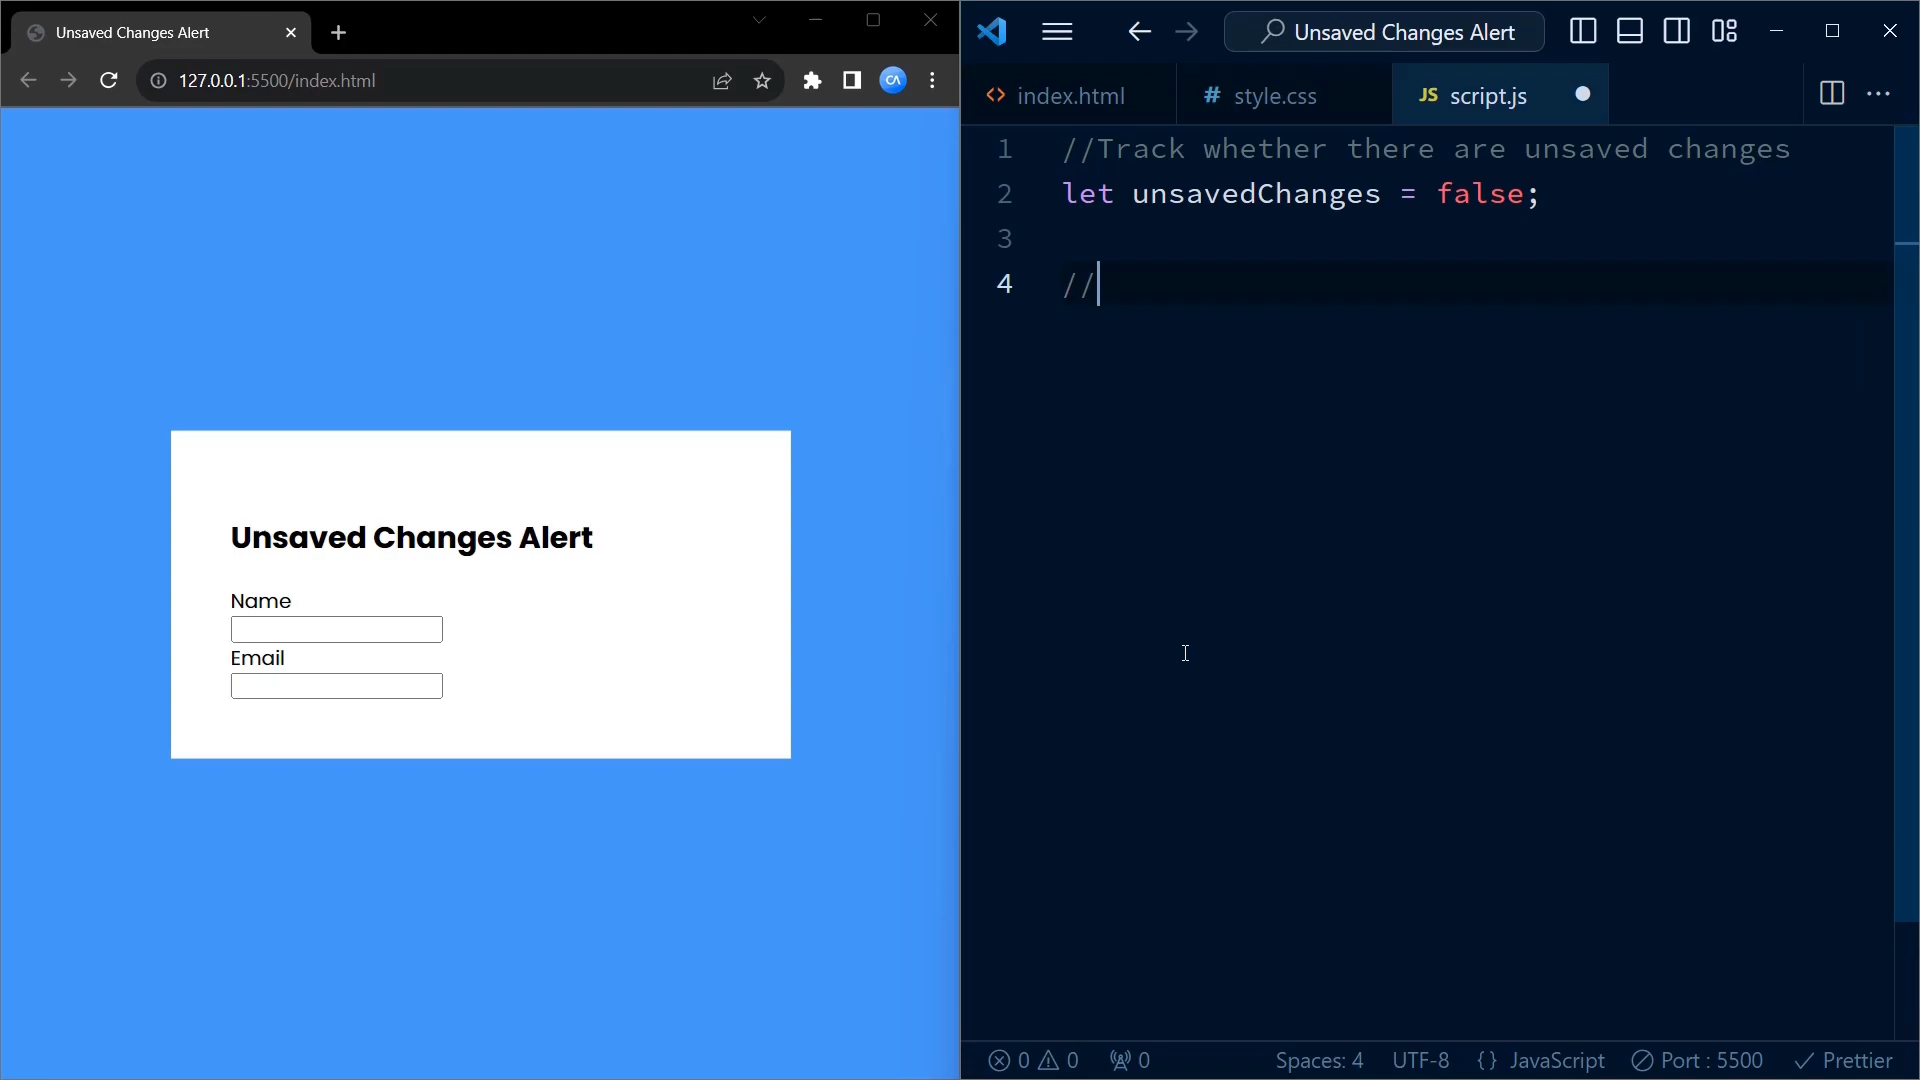 Unsaved Changes Alert
127.0.0.1:5500/index.html
CA
Unsaved Changes Alert
Name
Email
Unsaved Changes Alert
<> index.html
# style.css
JS script.js
1 //Track whether there are unsaved changes
2 let unsavedChanges = false;
3
4 //
0 0 0 Spaces: 4 UTF-8 {} JavaScript Port : 5500 Prettier